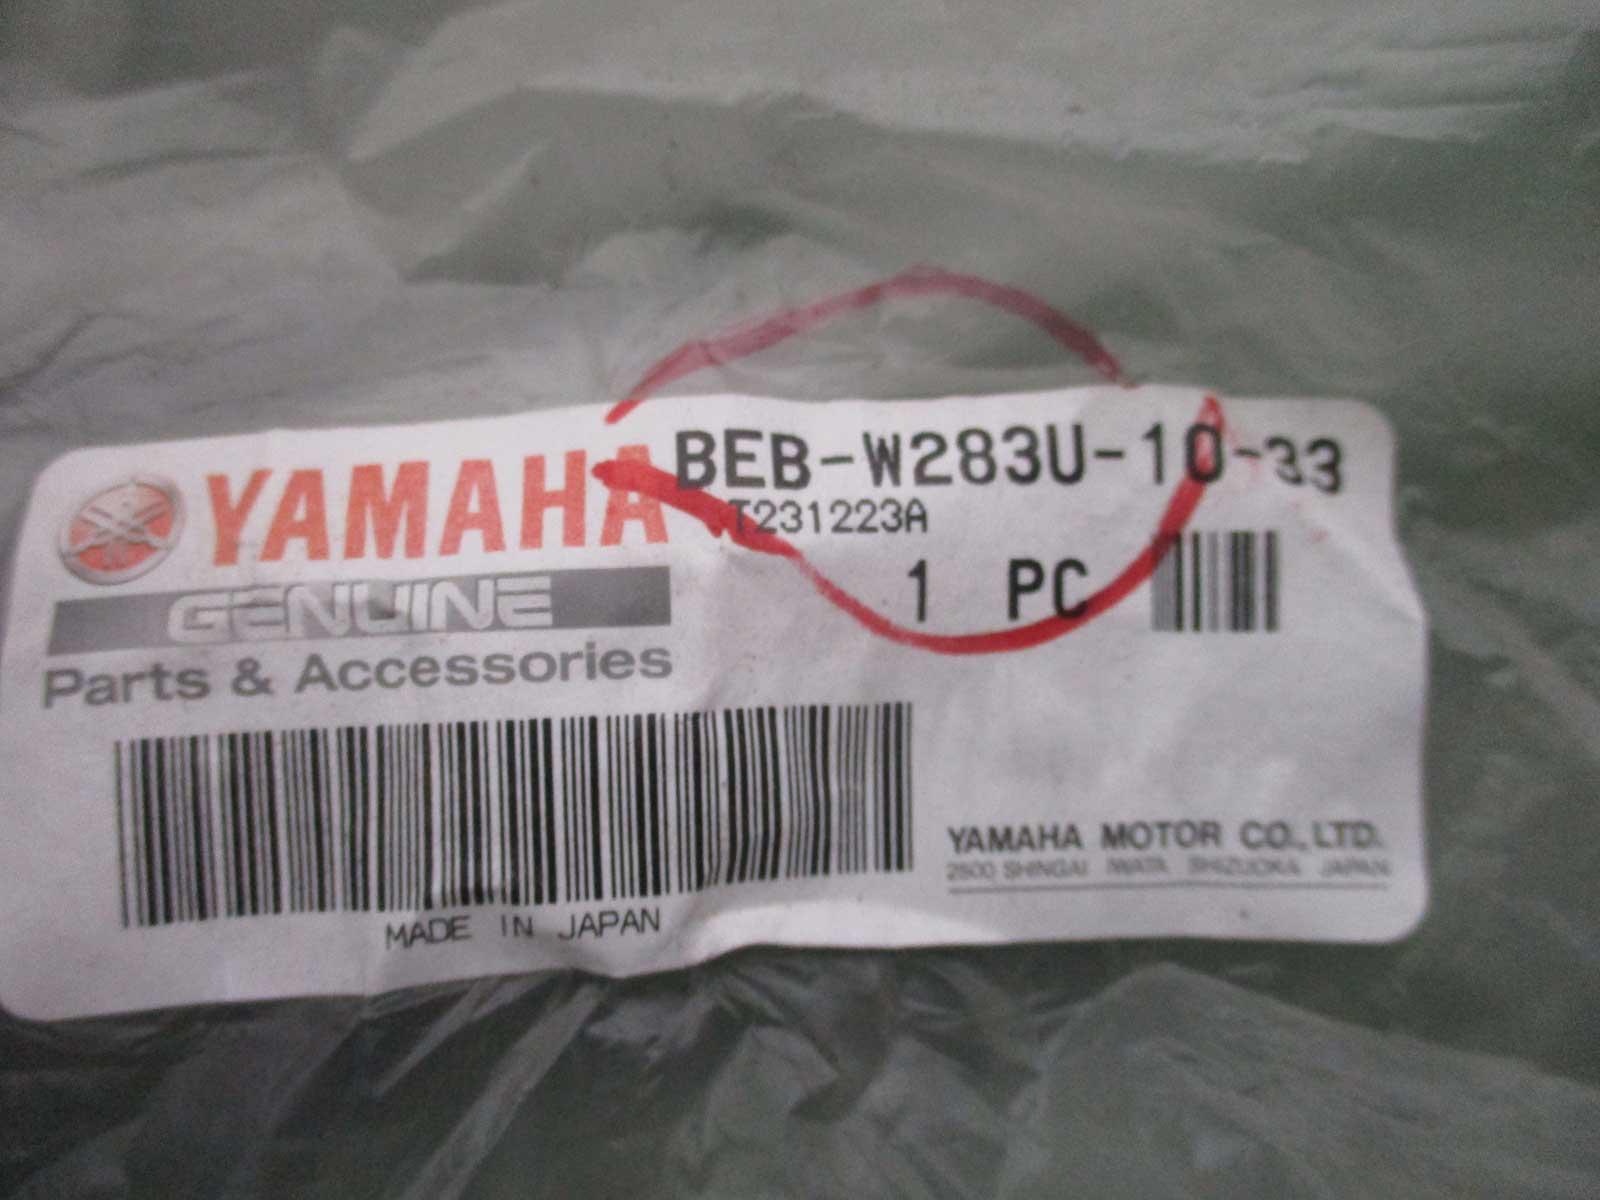 YAMAHA
GENUINE
Parts & Accessories
BEB-W283U-10-33
T231223A
1 PC
MADE IN JAPAN
YAMAHA MOTOR CO., LTD.
2500 SHINGAI IWATA SHIZUOKA JAPAN